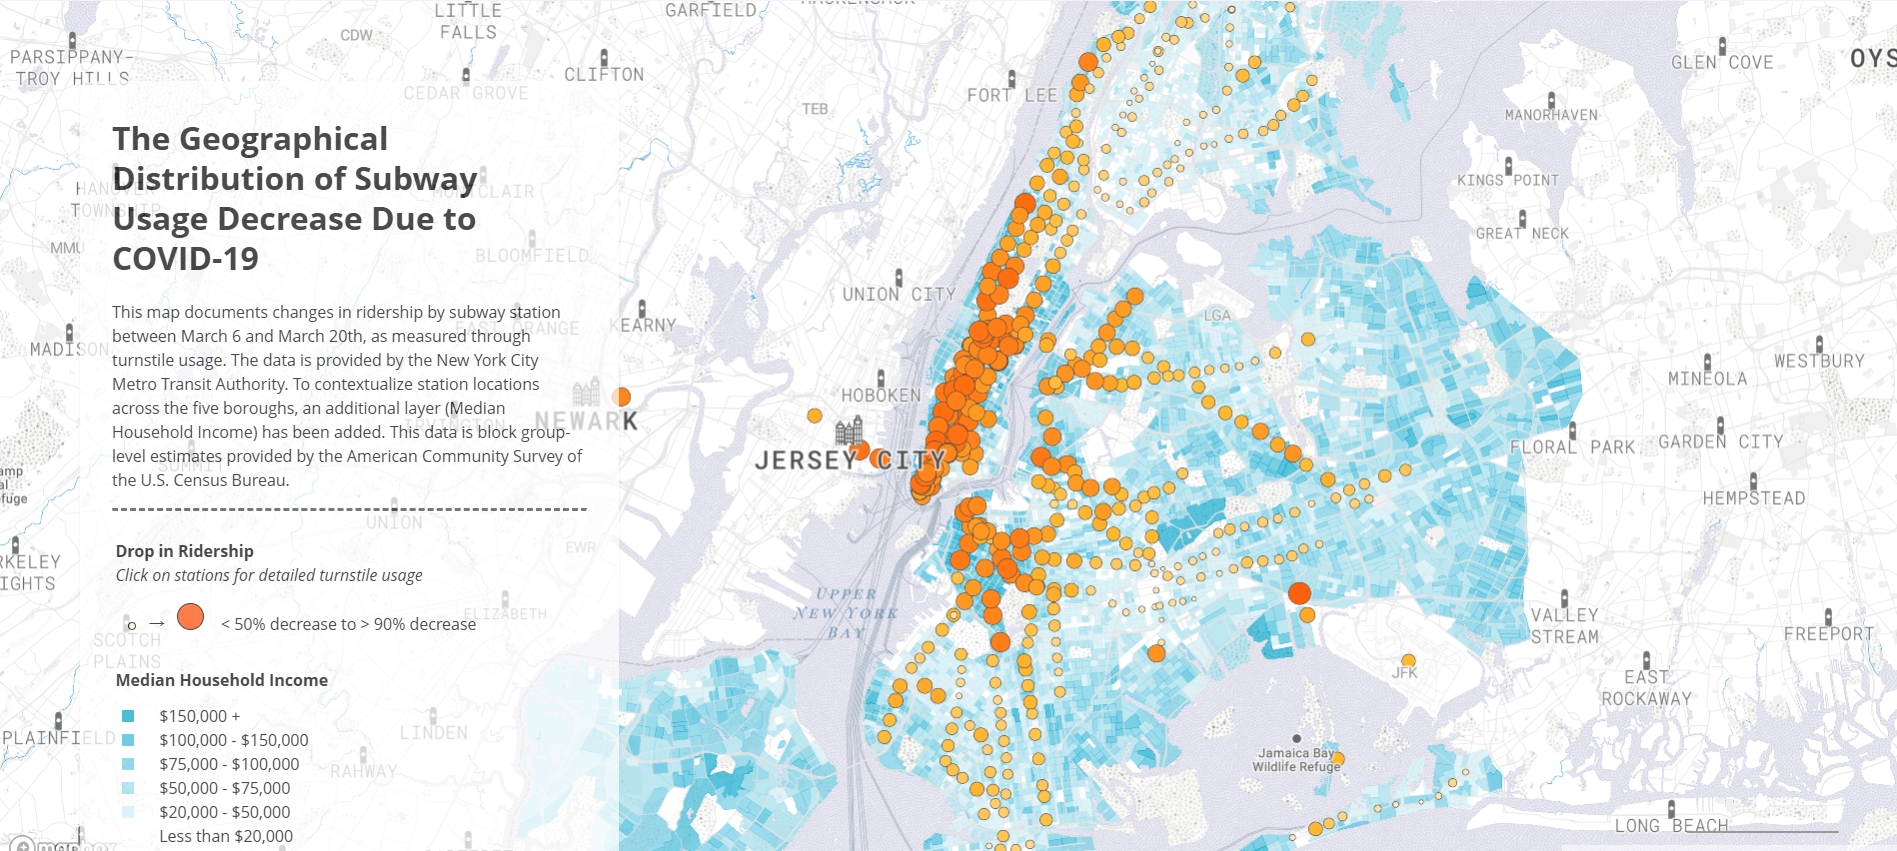 The Geographical
Distribution of Subway
Usage Decrease Due to
COVID-19
This map documents changes in ridership by subway station
between March 6 and March 20th, as measured through
turnstile usage. The data is provided by the New York City
Metro Transit Authority. To contextualize station locations
across the five boroughs, an additional layer (Median
Household Income) has been added. This data is block group-
level estimates provided by the American Community Survey of
the U.S. Census Bureau.
Drop in Ridership
Click on stations for detailed turnstile usage
→ < 50% decrease to > 90% decrease
Median Household Income
$150,000 +
$100,000 - $150,000
$75,000 - $100,000
$50,000 - $75,000
$20,000 - $50,000
Less than $20,000
PARSIPPANY-
TROY HILLS
LITTLE
FALLS
CDW
GARFIELD
CLIFTON
CEDAR GROVE
TEB
FORT LEE
HANOVER
TOWNSHIP
MONTCLAIR
MMU
BLOOMFIELD
UNION CITY
EAST ORANGE
KEARNY
MADISON
HOBOKEN
NEWARK
IRVINGTON
JERSEY CITY
SUMMIT
UNION
EWR
UPPER
NEW YORK
BAY
ELIZABETH
SCOTCH
PLAINS
PLAINFIELD
LINDEN
RAHWAY
LGA
JFK
Jamaica Bay
Wildlife Refuge
GLEN COVE
OYS
MANORHAVEN
KINGS POINT
GREAT NECK
WESTBURY
MINEOLA
FLORAL PARK
GARDEN CITY
HEMPSTEAD
VALLEY
STREAM
FREEPORT
EAST
ROCKAWAY
LONG BEACH
RKELEY
IGHTS
amp
al
fuge
mapbox